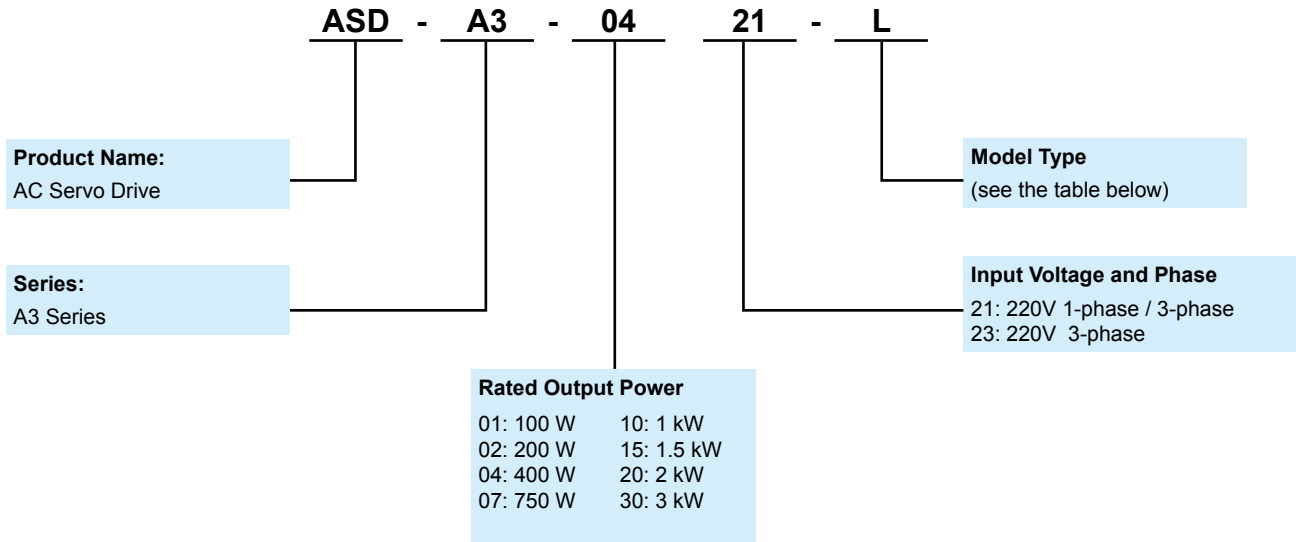 ASD - A3 - 04 21 - L
Product Name:
AC Servo Drive
Model Type
(see the table below)
Series:
A3 Series
Input Voltage and Phase
21: 220V 1-phase / 3-phase
23: 220V 3-phase
Rated Output Power
01: 100 W 10: 1 kW
02: 200 W 15: 1.5 kW
04: 400 W 20: 2 kW
07: 750 W 30: 3 kW